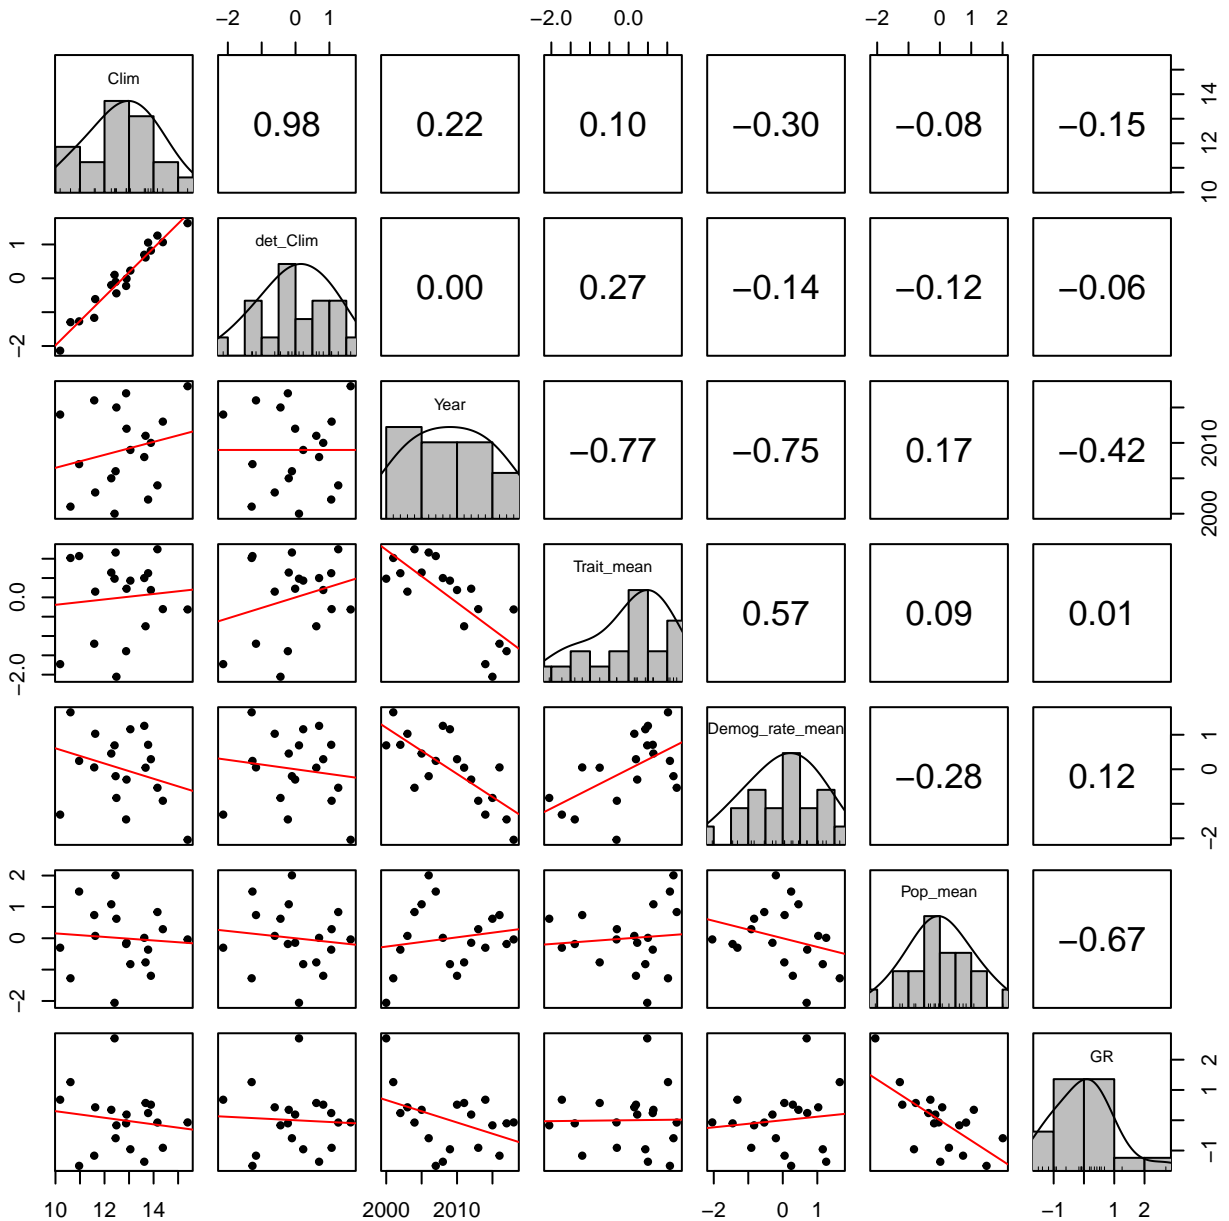 −2 0 1 −2.0 0.0 −2 0 1 2
Clim 0.98 0.22 0.10 −0.30 −0.08 −0.15 10 12 14
−2 0 1 det_Clim 0.00 0.27 −0.14 −0.12 −0.06
Year −0.77 −0.75 0.17 −0.42 2000 2010
−2.0 0.0 Trait_mean 0.57 0.09 0.01
Demog_rate_mean −0.28 0.12 −2 0 1
−2 0 1 2 Pop_mean −0.67
GR −1 1 2
10 12 14 2000 2010 −2 0 1 −1 1 2